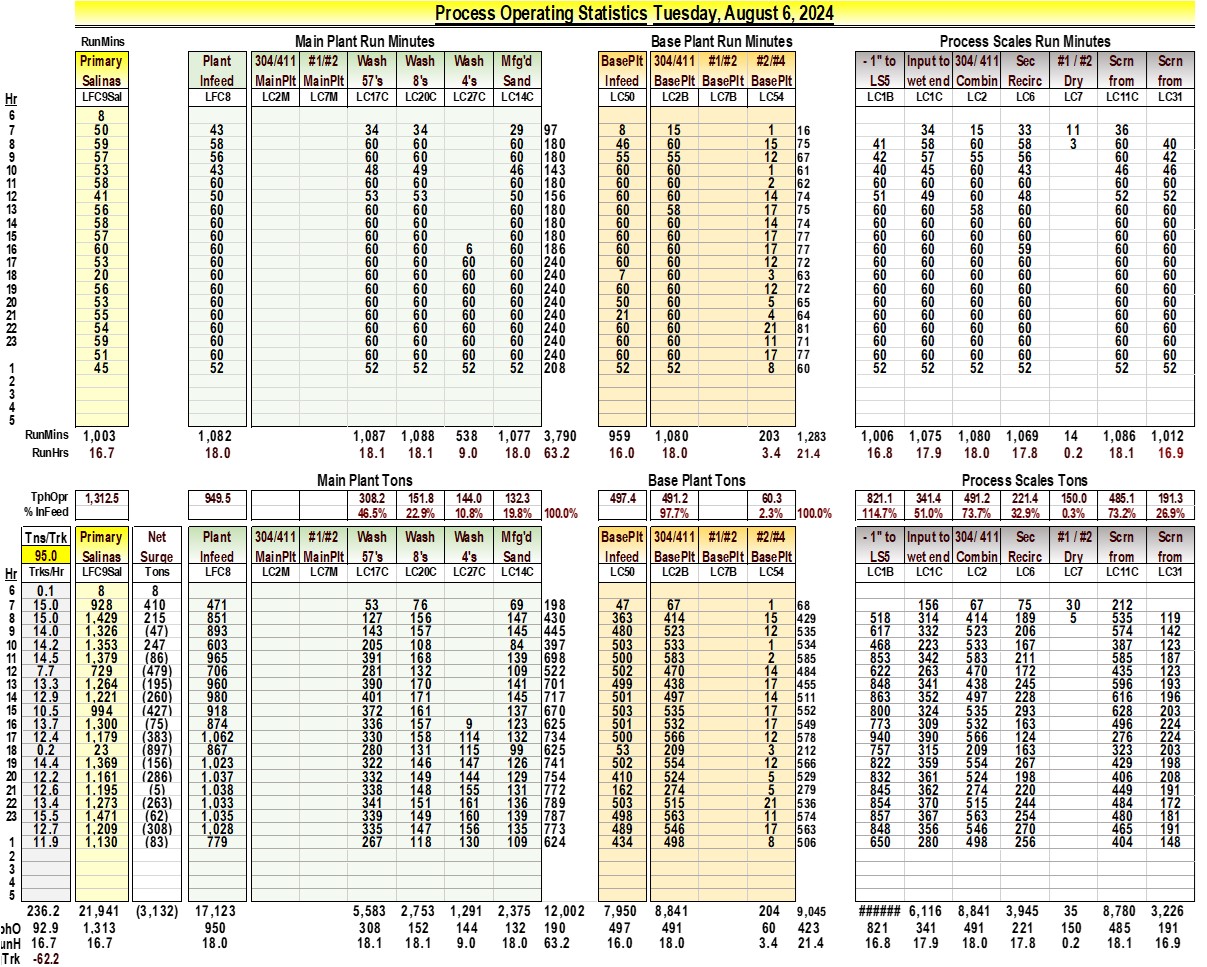 Process Operating Statistics Tuesday, August 6, 2024
RunMins Main Plant Run Minutes Base Plant Run Minutes Process Scales Run Minutes
Primary Plant 304/411 #1/#2 Wash Wash Wash Mfg'd BasePlt 304/411 #1/#2 #2/#4 - 1" to Input to 304/ 411 Sec #1 / #2 Scrn Scrn
Salinas Infeed MainPlt MainPlt 57's 8's 4's Sand Infeed BasePlt BasePlt BasePlt LS5 wet end Combin Recirc Dry from from
Hr LFC9Sal LFC8 LC2M LC7M LC17C LC20C LC27C LC14C LC50 LC2B LC7B LC54 LC1B LC1C LC2 LC6 LC7 LC11C LC31
6 8
7 50 43 34 34 29 97 8 15 1 16 34 15 33 11 36
8 59 58 60 60 60 180 46 60 15 75 41 58 60 58 3 60 40
9 57 56 60 60 60 180 55 55 12 67 42 57 55 56 60 42
10 53 43 48 49 46 143 60 60 1 61 40 45 60 43 46 46
11 58 60 60 60 60 180 60 60 2 62 60 60 60 60 60 60
12 41 50 53 53 50 156 60 60 14 74 51 49 60 48 52 52
13 56 60 60 60 60 180 60 58 17 75 60 60 58 60 60 60
14 58 60 60 60 60 180 60 60 14 74 60 60 60 60 60 60
15 57 60 60 60 60 180 60 60 17 77 60 60 60 60 60 60
16 60 60 60 60 6 60 186 60 60 17 77 60 60 60 59 60 60
17 53 60 60 60 60 60 240 60 60 12 72 60 60 60 60 60 60
18 20 60 60 60 60 60 240 7 60 3 63 60 60 60 60 60 60
19 56 60 60 60 60 60 240 60 60 12 72 60 60 60 60 60 60
20 53 60 60 60 60 60 240 50 60 5 65 60 60 60 60 60 60
21 55 60 60 60 60 60 240 21 60 4 64 60 60 60 60 60 60
22 54 60 60 60 60 60 240 60 60 21 81 60 60 60 60 60 60
23 59 60 60 60 60 60 240 60 60 11 71 60 60 60 60 60 60
51 60 60 60 60 60 240 60 60 17 77 60 60 60 60 60 60
1 45 52 52 52 52 52 208 52 52 8 60 52 52 52 52 52 52
2
3
4
5
RunMins 1,003 1,082 1,087 1,088 538 1,077 3,790 959 1,080 203 1,283 1,006 1,075 1,080 1,069 14 1,086 1,012
RunHrs 16.7 18.0 18.1 18.1 9.0 18.0 63.2 16.0 18.0 3.4 21.4 16.8 17.9 18.0 17.8 0.2 18.1 16.9
Main Plant Tons Base Plant Tons Process Scales Tons
TphOpr 1,312.5 949.5 308.2 151.8 144.0 132.3 497.4 491.2 60.3 821.1 341.4 491.2 221.4 150.0 485.1 191.3
% InFeed 46.5% 22.9% 10.8% 19.8% 100.0% 97.7% 2.3% 100.0% 114.7% 51.0% 73.7% 32.9% 0.3% 73.2% 26.9%
Tns/Trk Primary Net Plant 304/411 #1/#2 Wash Wash Wash Mfg'd BasePlt 304/411 #1/#2 #2/#4 - 1" to Input to 304/ 411 Sec #1 / #2 Scrn Scrn
95.0 Salinas Surge Infeed MainPlt MainPlt 57's 8's 4's Sand Infeed BasePlt BasePlt BasePlt LS5 wet end Combin Recirc Dry from from
Hr Trks/Hr LFC9Sal Tons LFC8 LC2M LC7M LC17C LC20C LC27C LC14C LC50 LC2B LC7B LC54 LC1B LC1C LC2 LC6 LC7 LC11C LC31
6 0.1 8 8
7 15.0 928 410 471 53 76 69 198 47 67 1 68 156 67 75 30 212
8 15.0 1,429 215 851 127 156 147 430 363 414 15 429 518 314 414 189 5 535 119
9 14.0 1,326 (47) 893 143 157 145 445 480 523 12 535 617 332 523 206 574 142
10 14.2 1,353 247 603 205 108 84 397 503 533 1 534 468 223 533 167 387 123
11 14.5 1,379 (86) 965 391 168 139 698 500 583 2 585 853 342 583 211 585 187
12 7.7 729 (479) 706 281 132 109 522 502 470 14 484 622 263 470 172 435 123
13 13.3 1,264 (195) 960 390 170 141 701 499 438 17 455 848 341 438 245 596 193
14 12.9 1,221 (260) 980 401 171 145 717 501 497 14 511 863 352 497 228 616 196
15 10.5 994 (427) 918 372 161 137 670 503 535 17 552 800 324 535 293 628 203
16 13.7 1,300 (75) 874 336 157 9 123 625 501 532 17 549 773 309 532 163 496 224
17 12.4 1,179 (383) 1,062 330 158 114 132 734 500 566 12 578 940 390 566 124 276 224
18 0.2 23 (897) 867 280 131 115 99 625 53 209 3 212 757 315 209 163 323 203
19 14.4 1,369 (156) 1,023 322 146 147 126 741 502 554 12 566 822 359 554 267 429 198
20 12.2 1,161 (286) 1,037 332 149 144 129 754 410 524 5 529 832 361 524 198 406 208
21 12.6 1,195 (5) 1,038 338 148 155 131 772 162 274 5 279 845 362 274 220 449 191
22 13.4 1,273 (263) 1,033 341 151 161 136 789 503 515 21 536 854 370 515 244 484 172
23 15.5 1,471 (62) 1,035 339 149 160 139 787 498 563 11 574 857 367 563 254 480 181
12.7 1,209 (308) 1,028 335 147 156 135 773 489 546 17 563 848 356 546 270 465 191
1 11.9 1,130 (83) 779 267 118 130 109 624 434 498 8 506 650 280 498 256 404 148
2
3
4
5
236.2 21,941 (3,132) 17,123 5,583 2,753 1,291 2,375 12,002 7,950 8,841 204 9,045 ###### 6,116 8,841 3,945 35 8,780 3,226
phO 92.9 1,313 950 308 152 144 132 190 497 491 60 423 821 341 491 221 150 485 191
unH 16.7 16.7 18.0 18.1 18.1 9.0 18.0 63.2 16.0 18.0 3.4 21.4 16.8 17.9 18.0 17.8 0.2 18.1 16.9
Trk -62.2